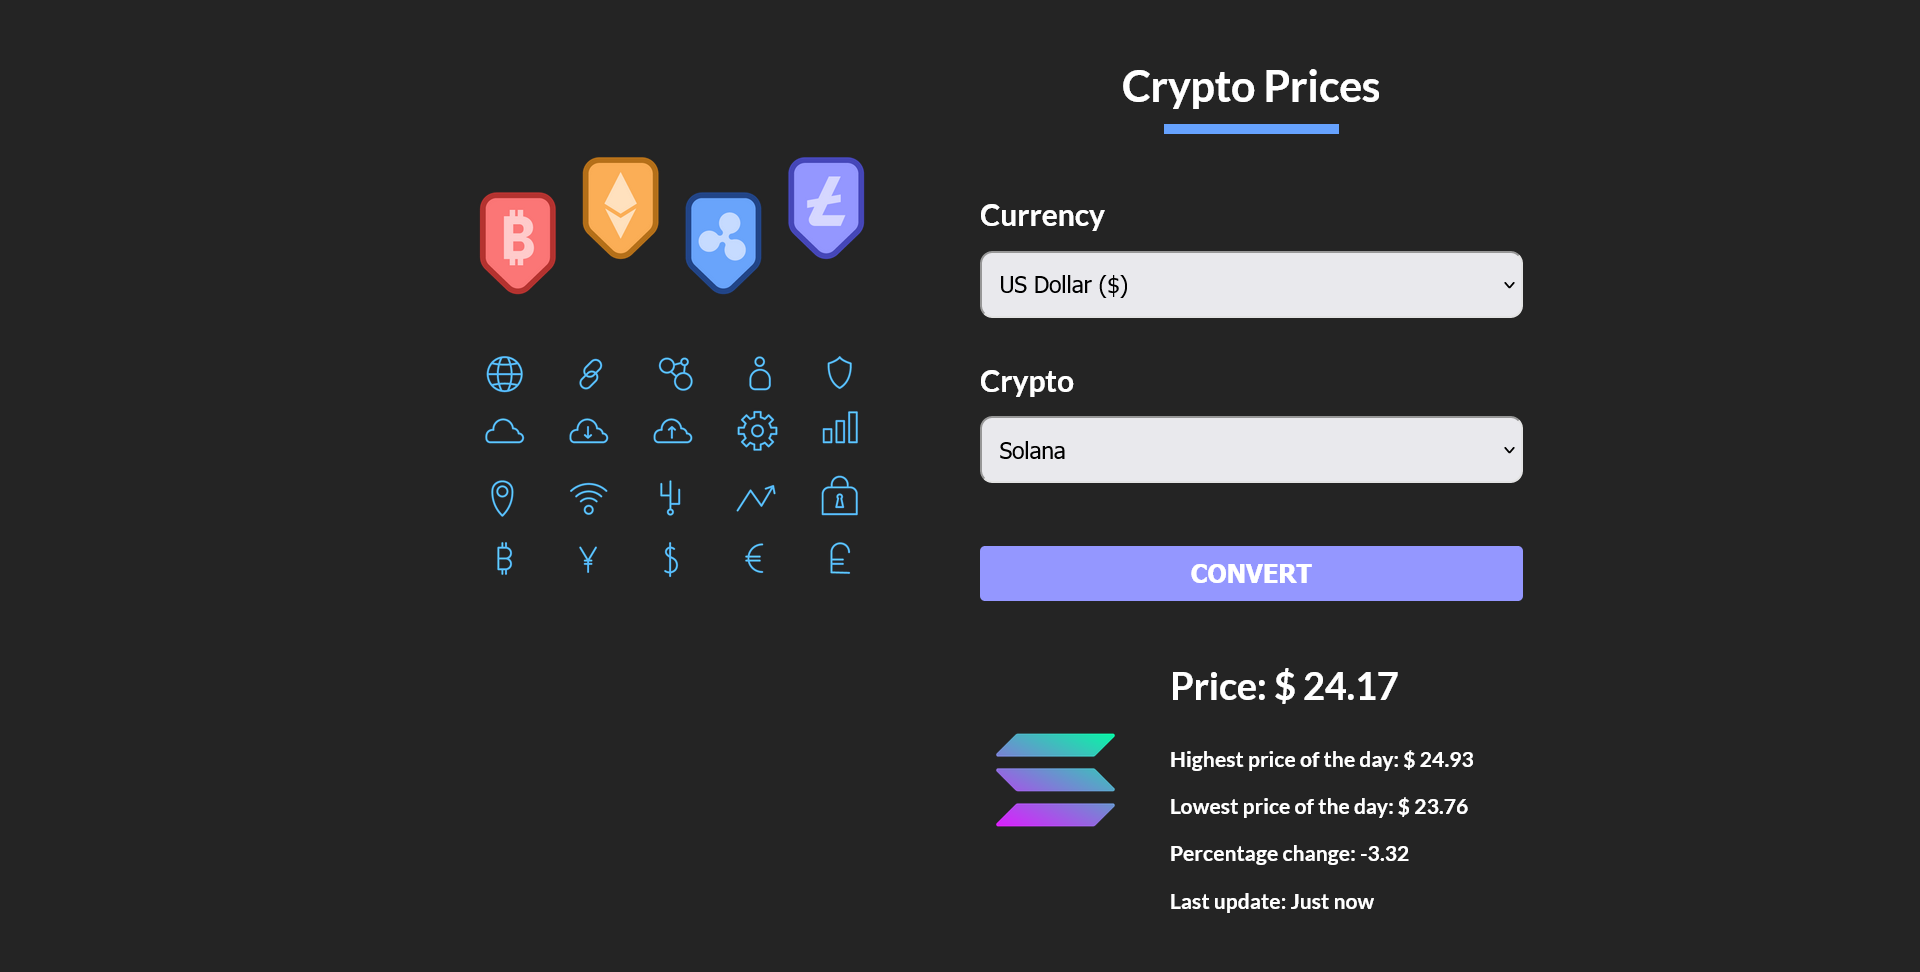 Crypto Prices
Currency
US Dollar ($)
Crypto
Solana
CONVERT
Price: $ 24.17
Highest price of the day: $ 24.93
Lowest price of the day: $ 23.76
Percentage change: -3.32
Last update: Just now